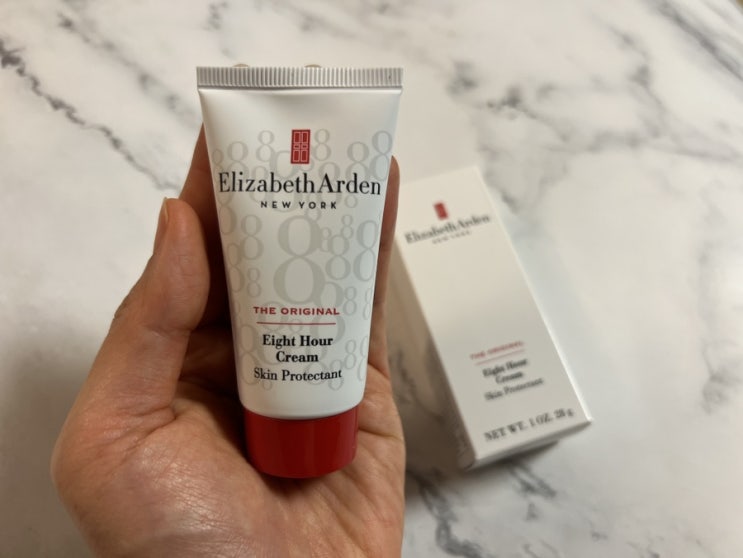 Elizabeth Arden
NEW YORK
THE ORIGINAL
Eight Hour
Cream
Skin Protectant
Elizabeth Arden
NEW YORK
THE ORIGINAL
Eight Hour
Cream
Skin Protectant
NET WT. 1 OZ. 28 g